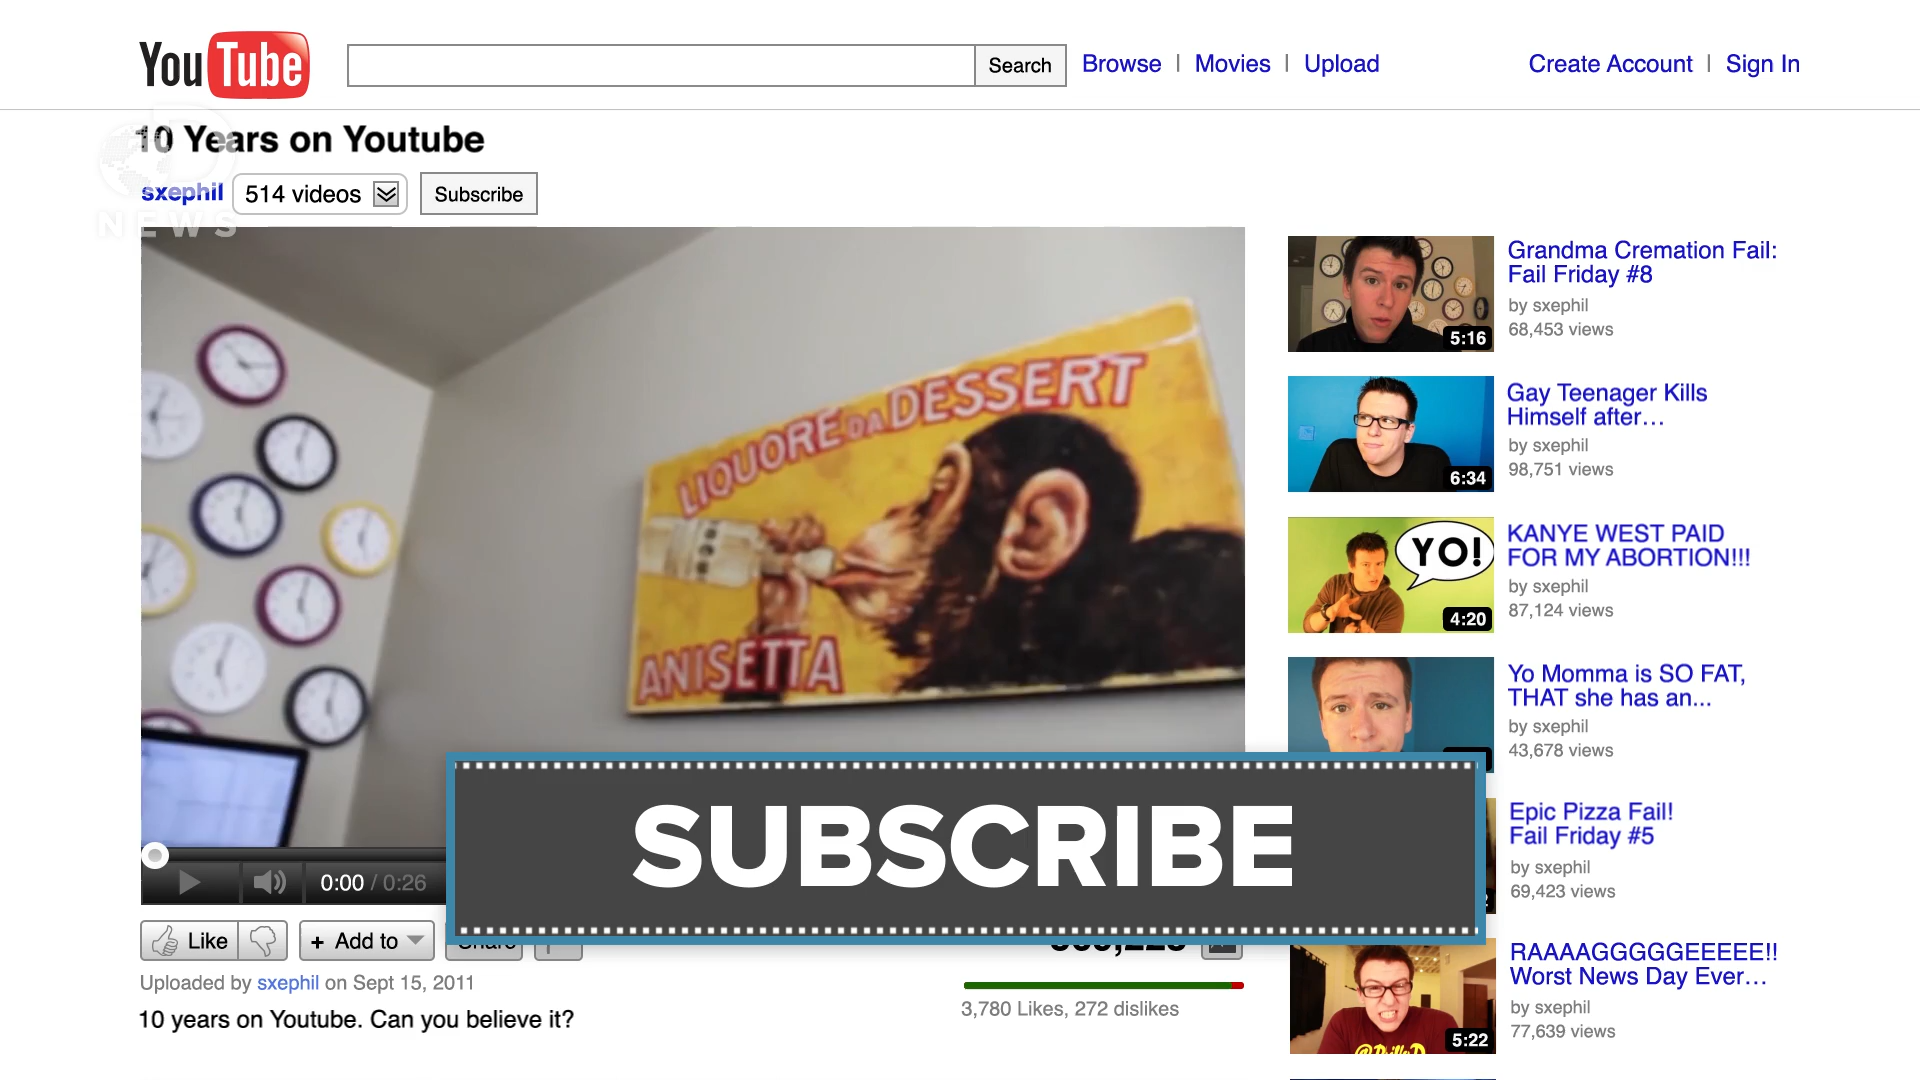 YouTube
Search
Browse | Movies | Upload
Create Account | Sign In
10 Years on Youtube
sxephil
514 videos
Subscribe
NEWS
LIQUORE DA DESSERT
ANISETTA
0:00 / 0:26
SUBSCRIBE
Like
+ Add to
Share
Uploaded by sxephil on Sept 15, 2011
3,780 Likes, 272 dislikes
10 years on Youtube. Can you believe it?
Grandma Cremation Fail:
Fail Friday #8
by sxephil
68,453 views
5:16
Gay Teenager Kills
Himself after...
by sxephil
98,751 views
6:34
YO!
KANYE WEST PAID
FOR MY ABORTION!!!
by sxephil
87,124 views
4:20
Yo Momma is SO FAT,
THAT she has an...
by sxephil
43,678 views
Epic Pizza Fail!
Fail Friday #5
by sxephil
69,423 views
RAAAAGGGGGEEEEE!!
Worst News Day Ever...
by sxephil
77,639 views
5:22